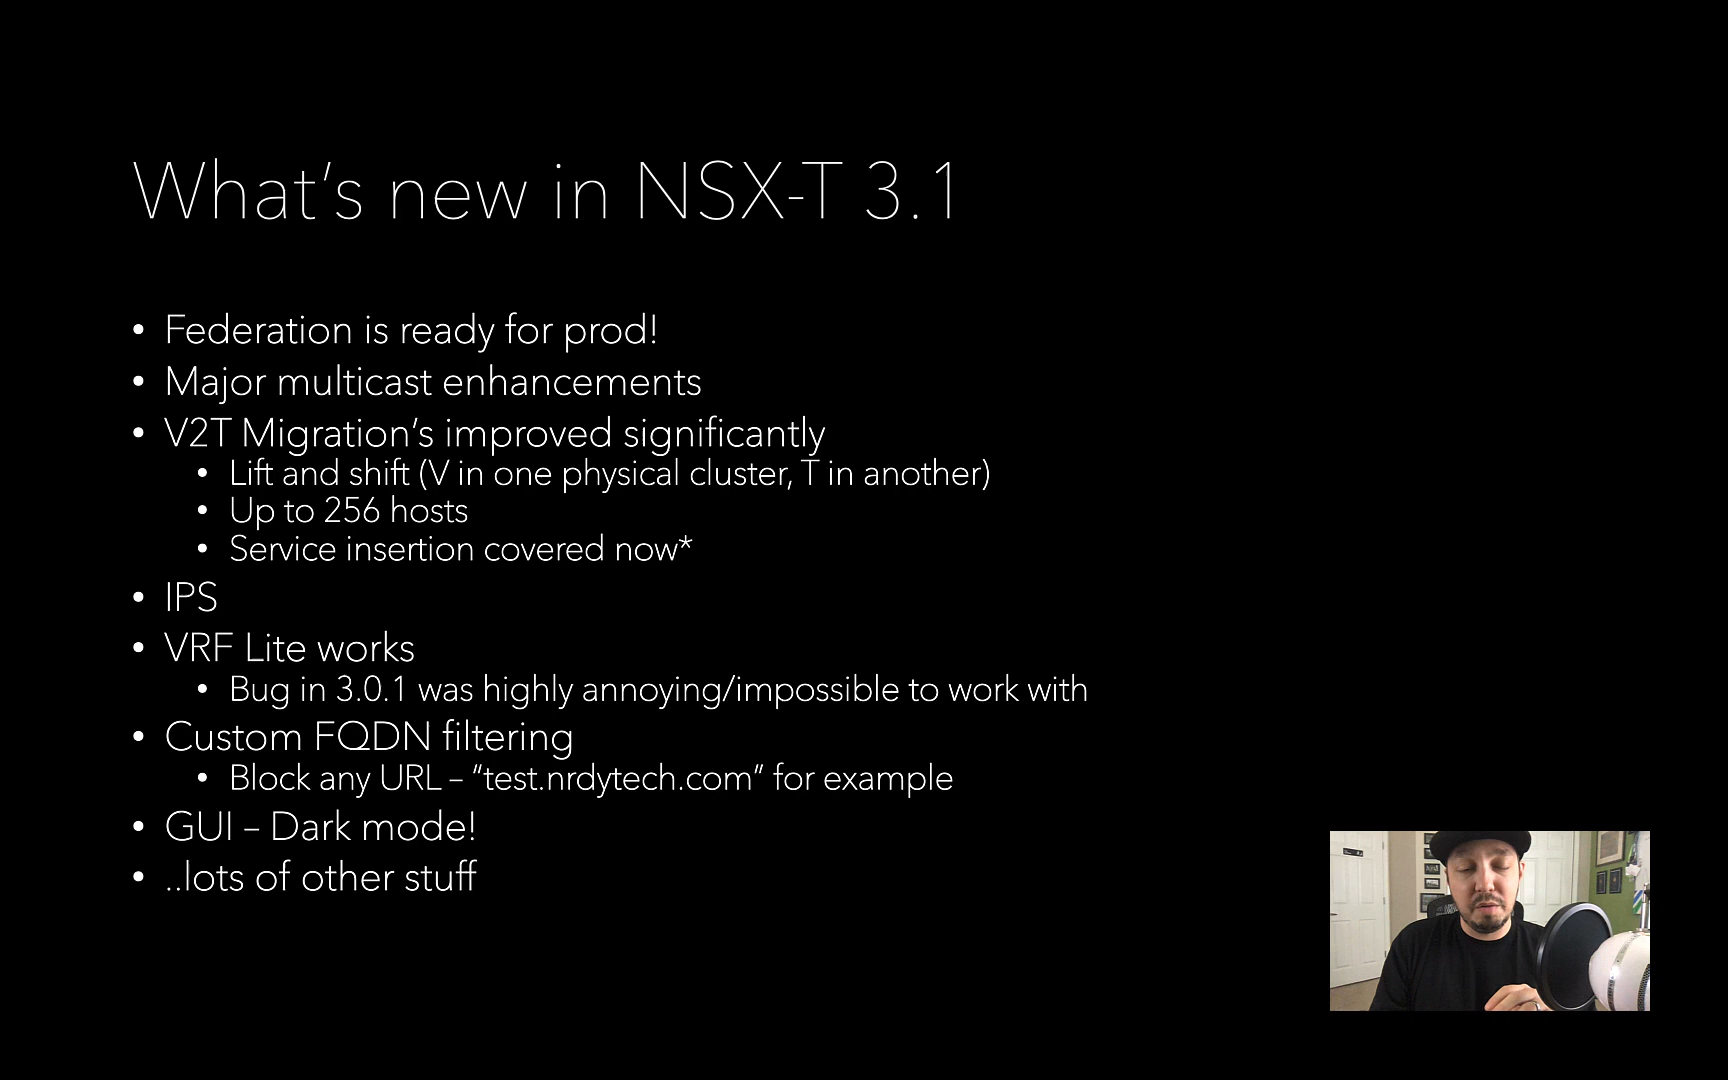 What's new in NSX-T 3.1
• Federation is ready for prod!
• Major multicast enhancements
• V2T Migration's improved significantly
• Lift and shift (V in one physical cluster, T in another)
• Up to 256 hosts
• Service insertion covered now*
• IPS
• VRF Lite works
• Bug in 3.0.1 was highly annoying/impossible to work with
• Custom FQDN filtering
• Block any URL – "test.nrdytech.com" for example
• GUI – Dark mode!
• ..lots of other stuff